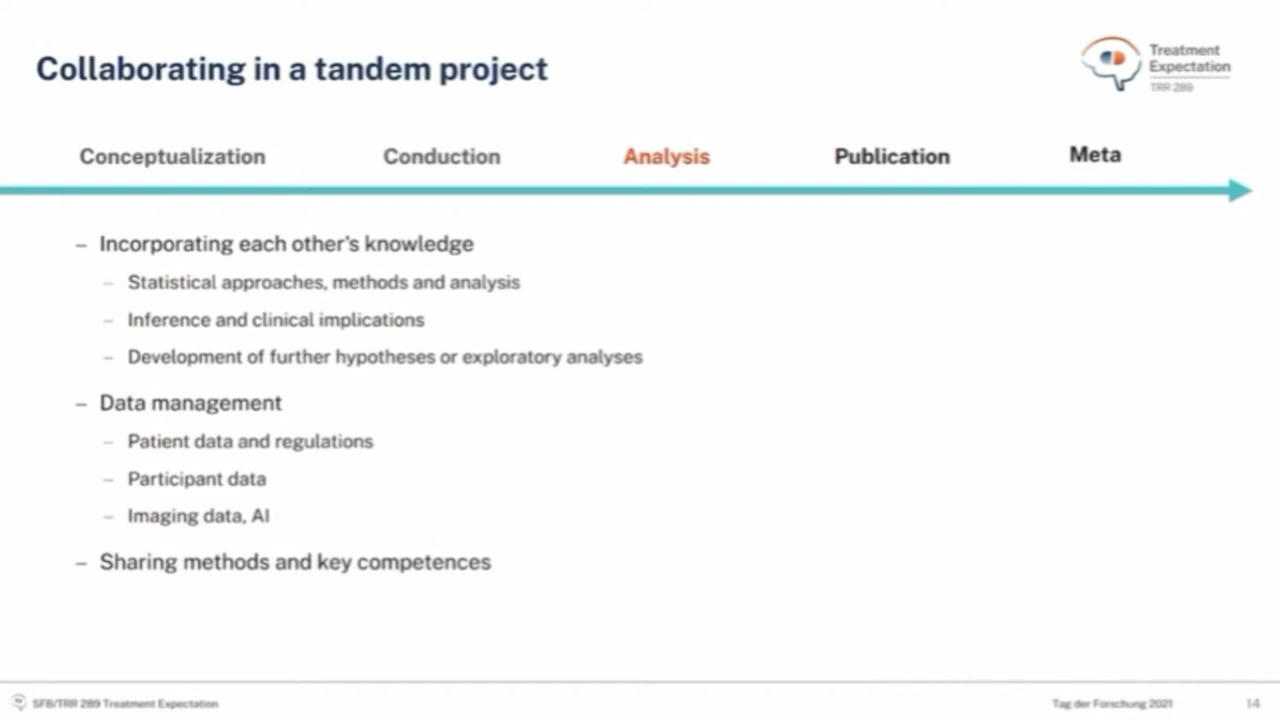 Collaborating in a tandem project
Treatment
Expectation
TRR 289
Conceptualization Conduction Analysis Publication Meta
– Incorporating each other's knowledge
– Statistical approaches, methods and analysis
– Inference and clinical implications
– Development of further hypotheses or exploratory analyses
– Data management
– Patient data and regulations
– Participant data
– Imaging data, AI
– Sharing methods and key competences
SFB/TRR 289 Treatment Expectation Tag der Forschung 2021 14